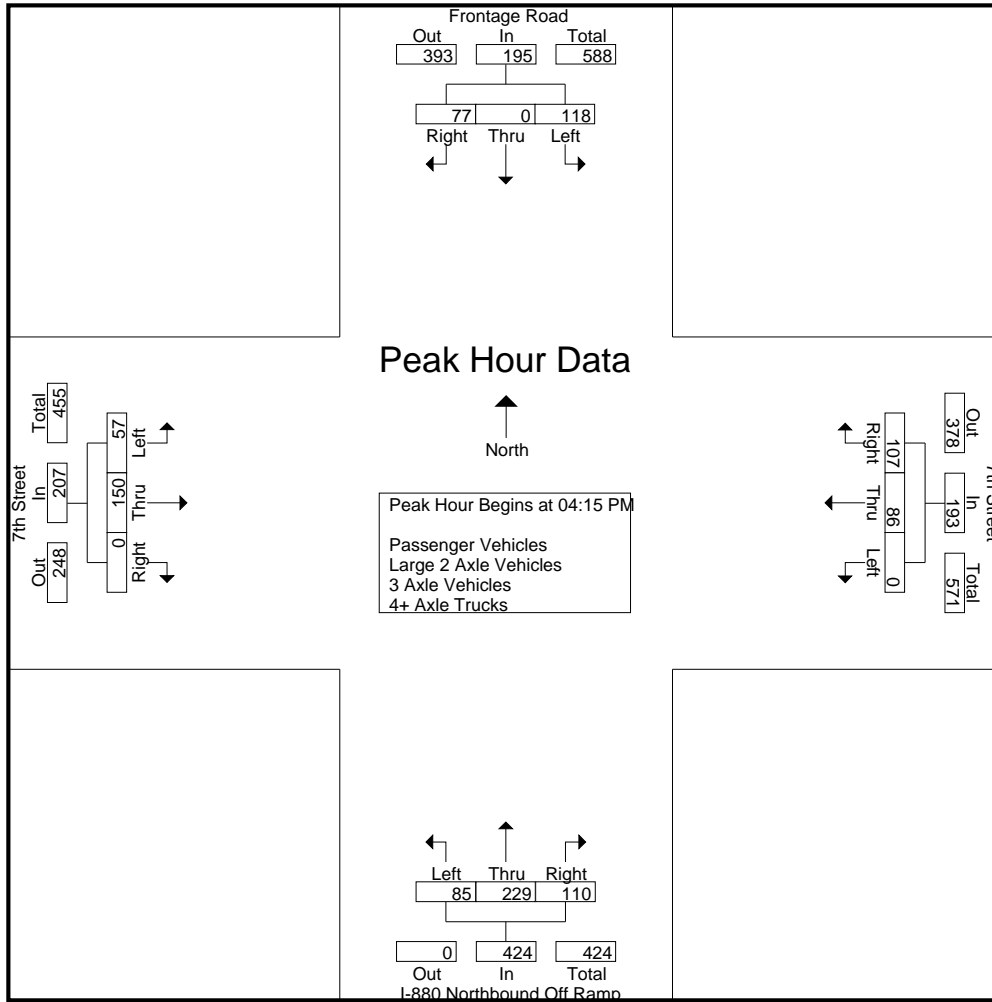 Frontage Road
Out In Total
393 195 588
77 0 118
Right Thru Left
Peak Hour Data
North
Peak Hour Begins at 04:15 PM
Passenger Vehicles
Large 2 Axle Vehicles
3 Axle Vehicles
4+ Axle Trucks
7th Street
Out In Total
248 207 455
0 150 57
Right Thru Left
7th Street
Out In Total
378 193 571
107 86 0
Right Thru Left
Left Thru Right
85 229 110
0 424 424
Out In Total
I-880 Northbound Off Ramp